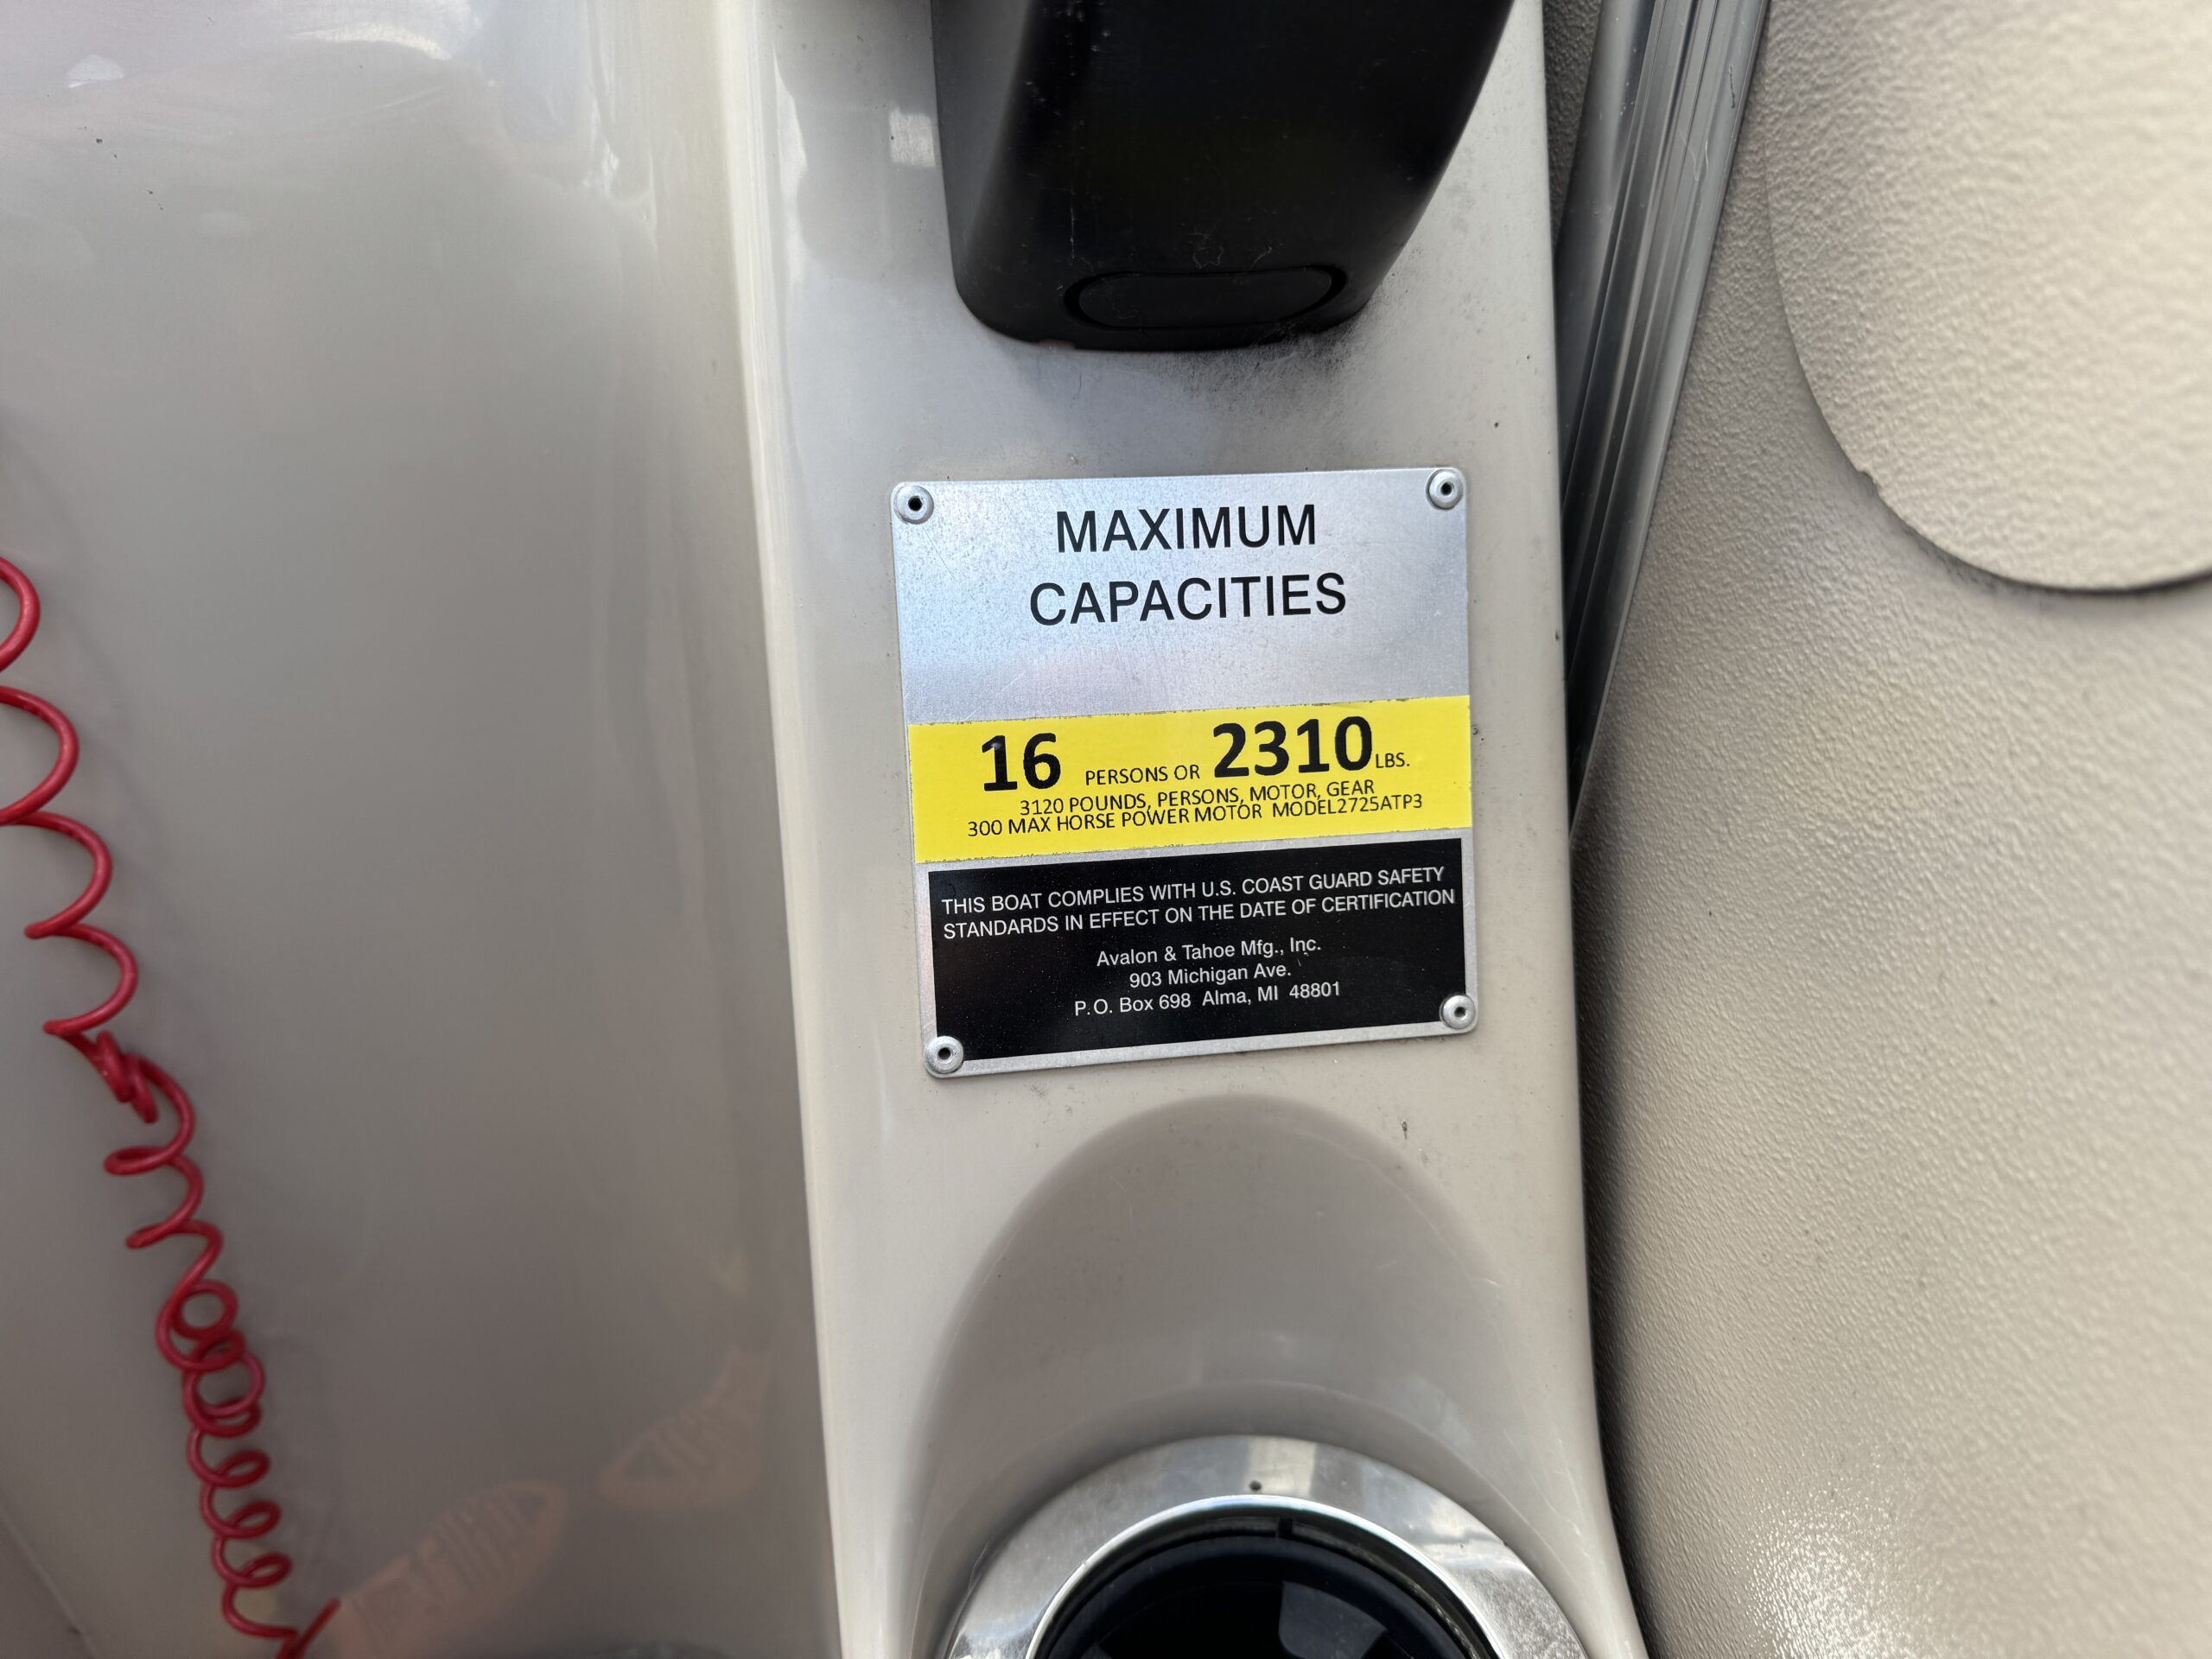 MAXIMUM
CAPACITIES
16 PERSONS OR 2310 LBS.
3120 POUNDS, PERSONS, MOTOR, GEAR
300 MAX HORSE POWER MOTOR MODEL2725ATP3
THIS BOAT COMPLIES WITH U.S. COAST GUARD SAFETY
STANDARDS IN EFFECT ON THE DATE OF CERTIFICATION
Avalon & Tahoe Mfg., Inc.
903 Michigan Ave.
P.O. Box 698 Alma, MI 48801